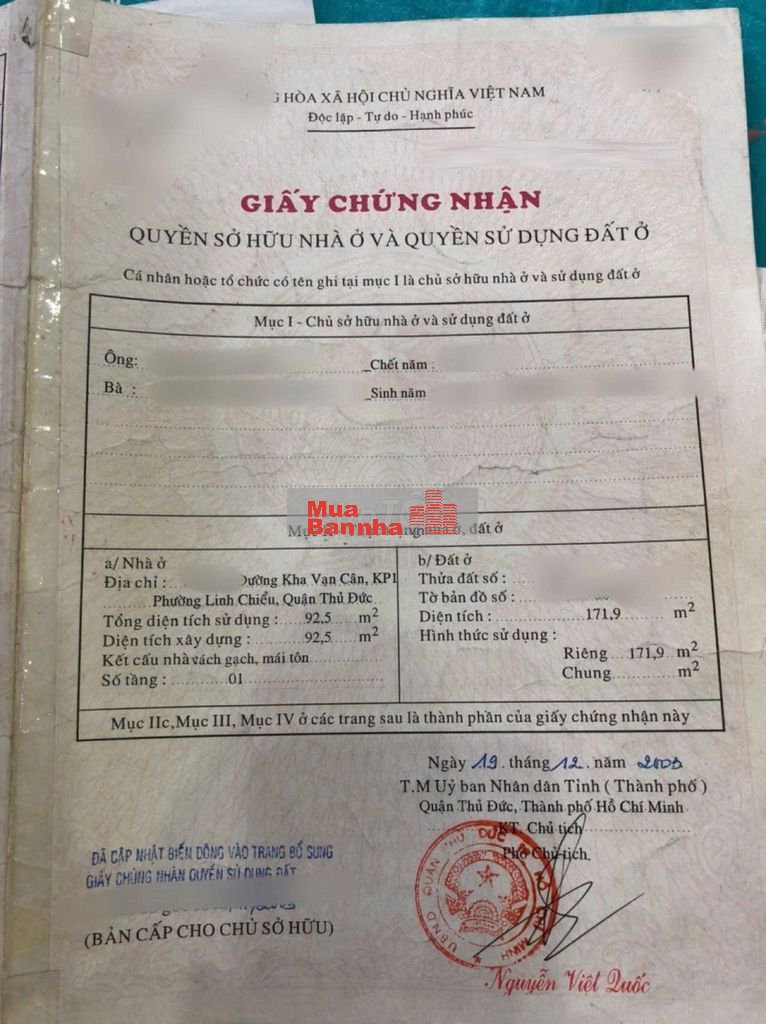 HÒA XÃ HỘI CHỦ NGHĨA VIỆT NAM
Độc lập - Tự do - Hạnh phúc
GIẤY CHỨNG NHẬN
QUYỀN SỞ HỮU NHÀ Ở VÀ QUYỀN SỬ DỤNG ĐẤT Ở
Cá nhân hoặc tổ chức có tên ghi tại mục I là chủ sở hữu nhà ở và sử dụng đất ở
Mục I - Chủ sở hữu nhà ở và sử dụng đất ở
Ông: Chết năm :
Bà : Sinh năm
Mua
Bannha
ở, đất ở
a/ Nhà ở
Địa chỉ : Đường Kha Vạn Cân, KP1
Phường Linh Chiểu, Quận Thủ Đức
Tổng diện tích sử dụng : 92,5 m2
Diện tích xây dựng : 92,5 m2
Kết cấu nhà vách gạch, mái tôn
Số tầng : 01
b/ Đất ở
Thửa đất số :
Tờ bản đồ số :
Diện tích : 171,9 m2
Hình thức sử dụng :
Riêng 171,9 m2
Chung m2
Mục IIc,Mục III, Mục IV ở các trang sau là thành phần của giấy chứng nhận này
Ngày 19 tháng 12 năm 2003
T.M Uỷ ban Nhân dân Tỉnh ( Thành phố )
Quận Thủ Đức, Thành phố Hồ Chí Minh
KT. Chủ tịch
Phó Chủ tịch
ĐÃ CẬP NHẬT BIẾN ĐỘNG VÀO TRANG BỔ SUNG
GIẤY CHỨNG NHẬN QUYỀN SỬ DỤNG ĐẤT
(BẢN CẤP CHO CHỦ SỞ HỮU)
UBND QUẬN THỦ ĐỨC
Nguyễn Việt Quốc